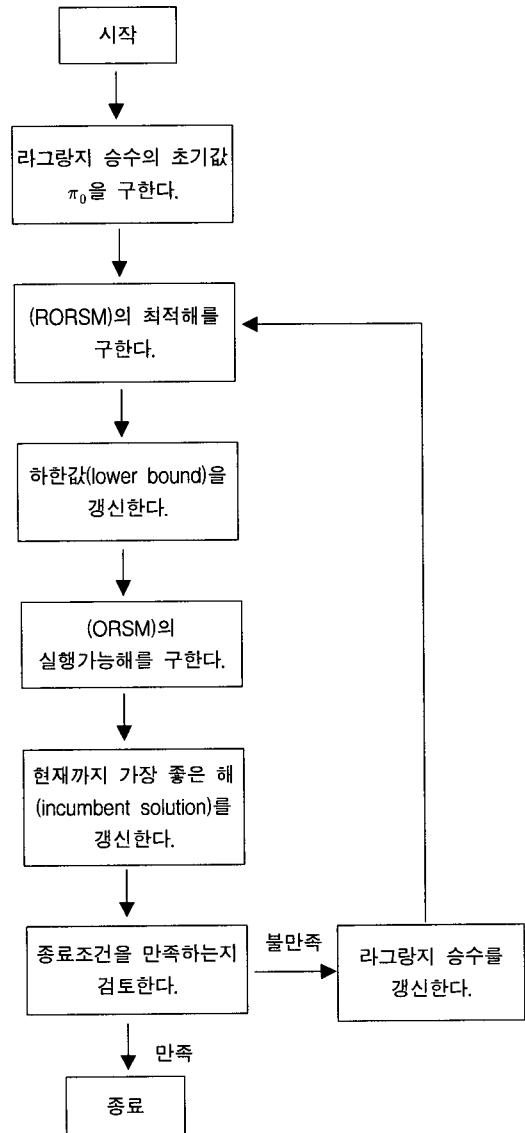 시작
라그랑지 승수의 초기값
π₀을 구한다.
(RORSM)의 최적해를
구한다.
하한값(lower bound)을
갱신한다.
(ORSM)의
실행가능해를 구한다.
현재까지 가장 좋은 해
(incumbent solution)를
갱신한다.
종료조건을 만족하는지
검토한다.
불만족
라그랑지 승수를
갱신한다.
만족
종료